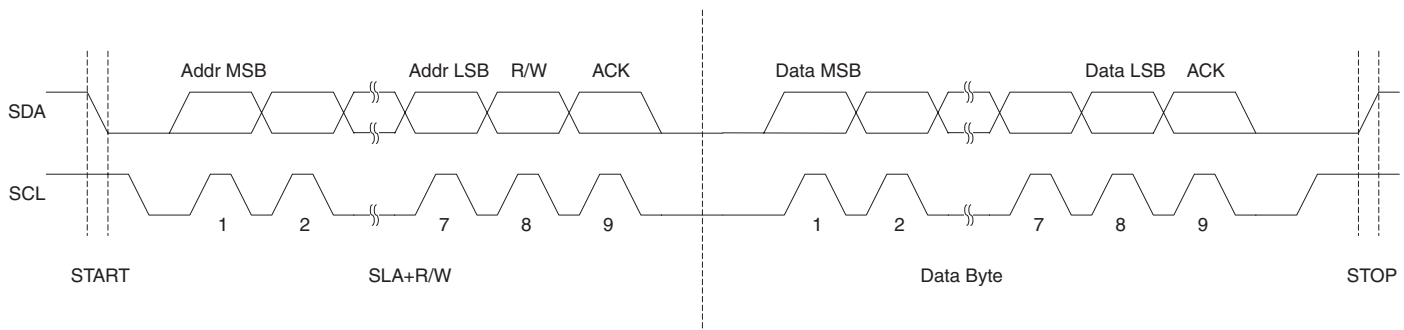 Addr MSB Addr LSB R/W ACK Data MSB Data LSB ACK
SDA
SCL
1 2 7 8 9 1 2 7 8 9
START SLA+R/W Data Byte STOP